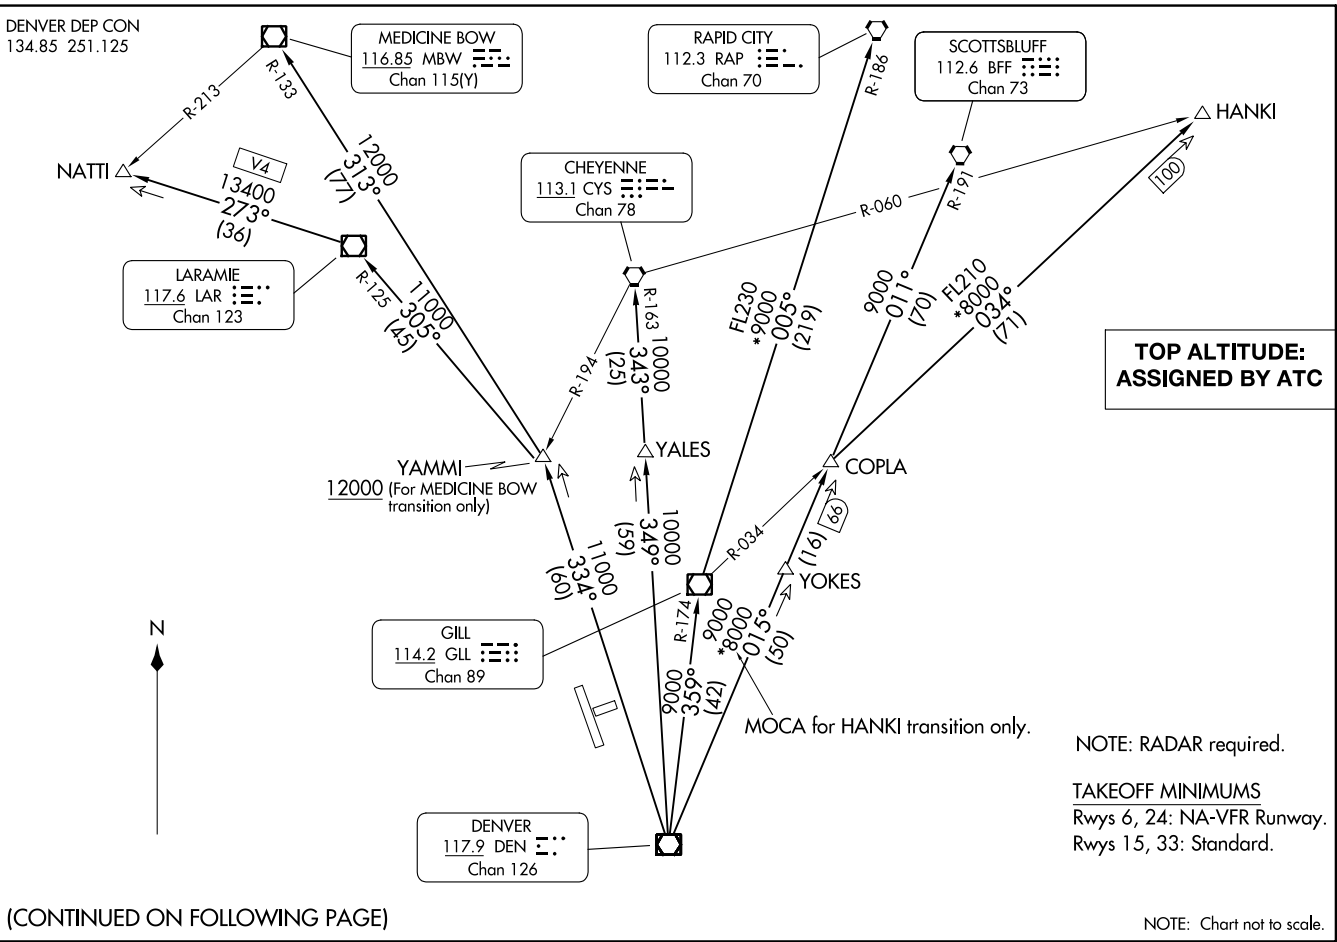 DENVER DEP CON
134.85 251.125
MEDICINE BOW
116.85 MBW
Chan 115(Y)
RAPID CITY
112.3 RAP
Chan 70
SCOTTSBLUFF
112.6 BFF
Chan 73
R-213
R-133
R-186
HANKI
NATTI
V4
13400
273°
(36)
12000
313°
(77)
CHEYENNE
113.1 CYS
Chan 78
R-060
R-191
100
LARAMIE
117.6 LAR
Chan 123
R-125
11000
305°
(45)
R-163
R-194
10000
343°
(25)
FL230
*9000
005°
(219)
9000
011°
(70)
FL210
*8000
034°
(71)
TOP ALTITUDE:
ASSIGNED BY ATC
YAMMI
12000 (For MEDICINE BOW
transition only)
YALES
COPLA
11000
334°
(60)
10000
349°
(59)
R-034
(16)
66
YOKES
N
GILL
114.2 GLL
Chan 89
R-174
9000
359°
(42)
9000
*8000
015°
(50)
MOCA for HANKI transition only.
NOTE: RADAR required.
TAKEOFF MINIMUMS
Rwys 6, 24: NA-VFR Runway.
Rwys 15, 33: Standard.
DENVER
117.9 DEN
Chan 126
(CONTINUED ON FOLLOWING PAGE)
NOTE: Chart not to scale.